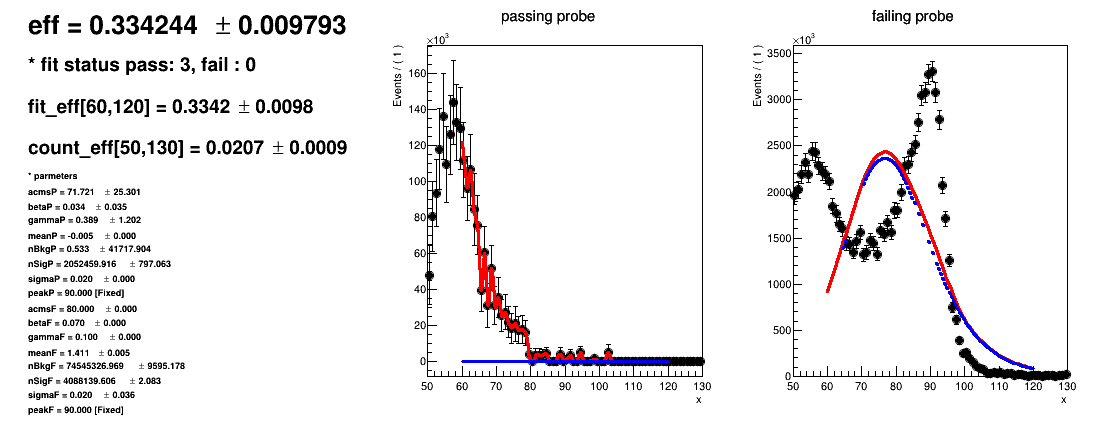 eff = 0.334244 ± 0.009793
* fit status pass: 3, fail : 0
fit_eff[60,120] = 0.3342 ± 0.0098
count_eff[50,130] = 0.0207 ± 0.0009
* parmeters
acmsP = 71.721 ± 25.301
betaP = 0.034 ± 0.035
gammaP = 0.389 ± 1.202
meanP = -0.005 ± 0.000
nBkgP = 0.533 ± 41717.904
nSigP = 2052459.916 ± 797.063
sigmaP = 0.020 ± 0.000
peakP = 90.000 [Fixed]
acmsF = 80.000 ± 0.000
betaF = 0.070 ± 0.000
gammaF = 0.100 ± 0.000
meanF = 1.411 ± 0.005
nBkgF = 74545326.969 ± 9595.178
nSigF = 4088139.606 ± 2.083
sigmaF = 0.020 ± 0.036
peakF = 90.000 [Fixed]
passing probe
×10³
Events / ( 1 )
160
140
120
100
80
60
40
20
0
50 60 70 80 90 100 110 120 130
x
failing probe
×10³
Events / ( 1 )
3500
3000
2500
2000
1500
1000
500
0
50 60 70 80 90 100 110 120 130
x